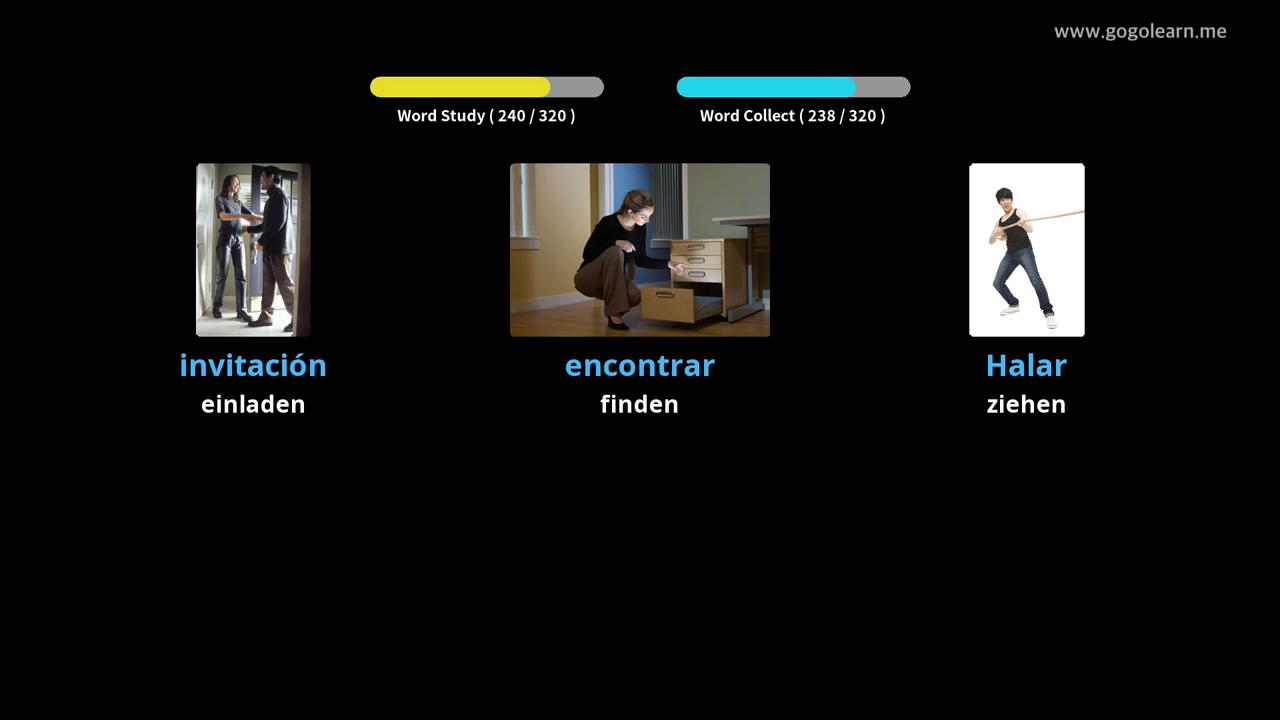 www.gogolearn.me
Word Study ( 240 / 320 )
Word Collect ( 238 / 320 )
invitación
einladen
encontrar
finden
Halar
ziehen